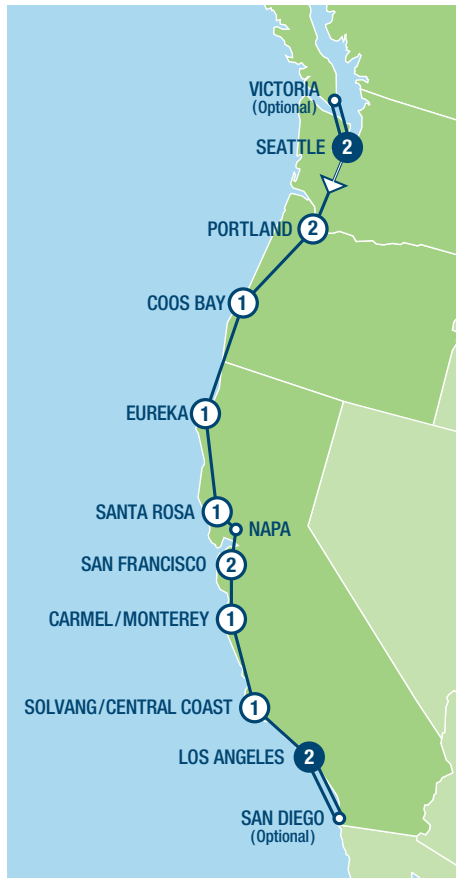 VICTORIA
(Optional)
SEATTLE 2
PORTLAND 2
COOS BAY 1
EUREKA 1
SANTA ROSA 1
NAPA
SAN FRANCISCO 2
CARMEL/MONTEREY 1
SOLVANG/CENTRAL COAST 1
LOS ANGELES 2
SAN DIEGO
(Optional)